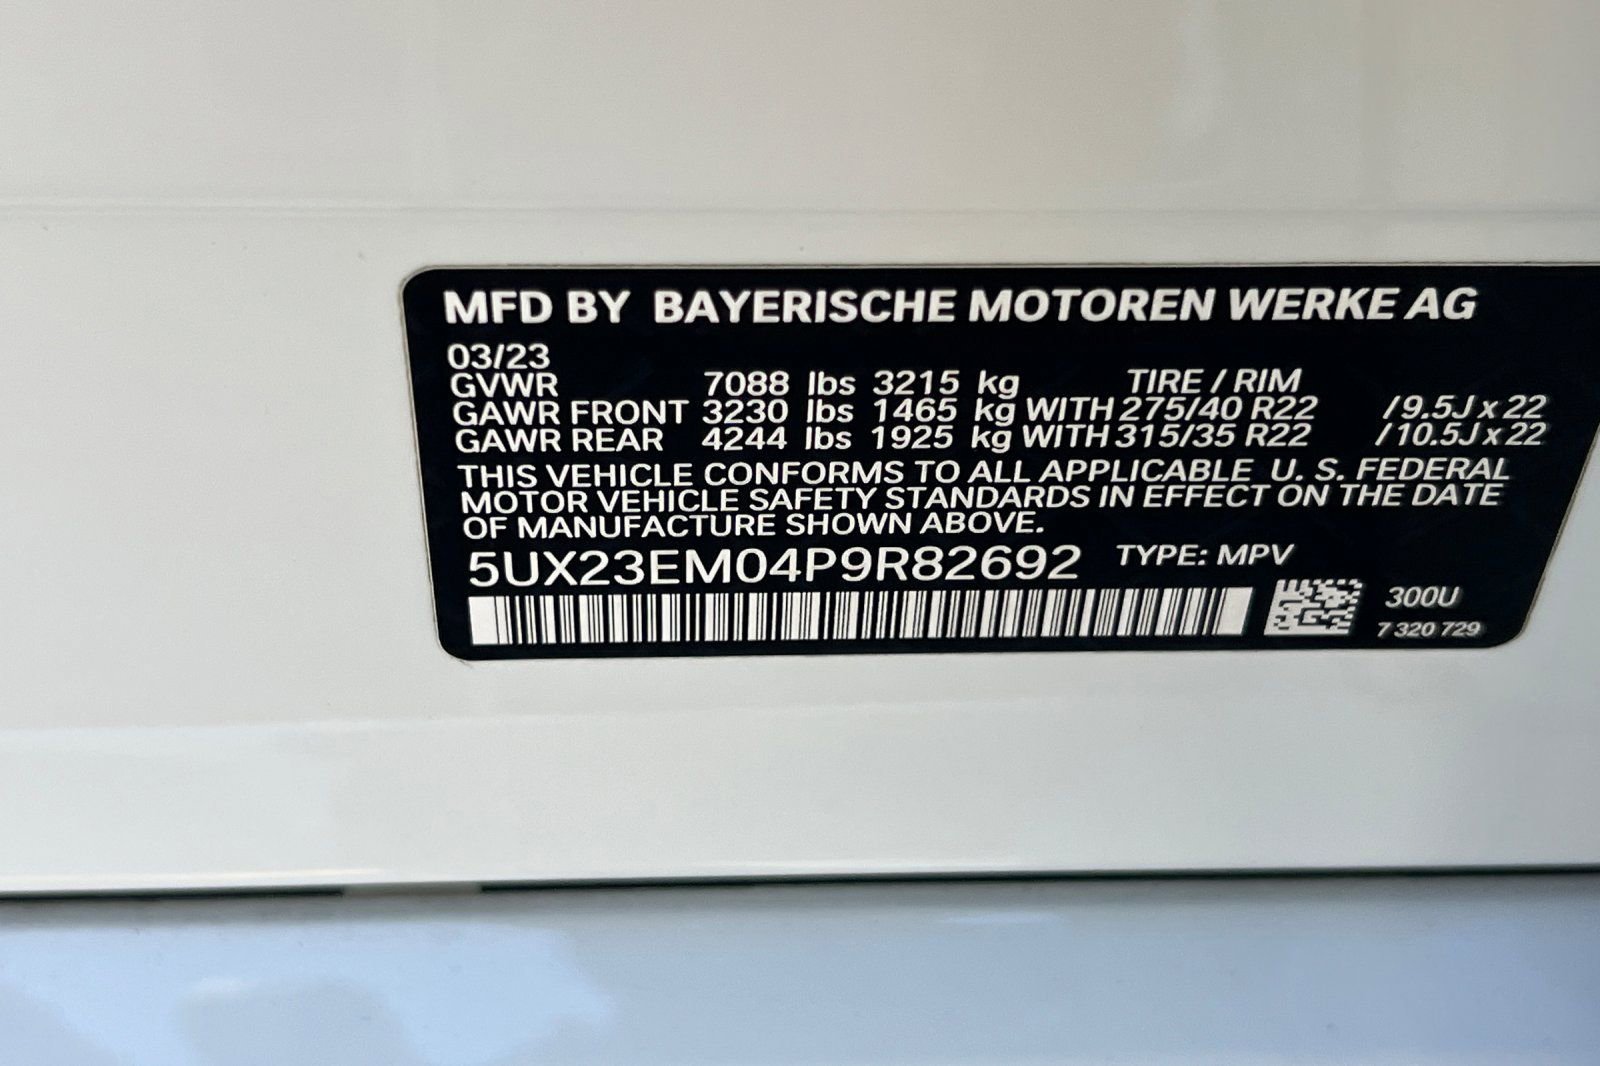 MFD BY BAYERISCHE MOTOREN WERKE AG
03/23
GVWR 7088 lbs 3215 kg TIRE / RIM
GAWR FRONT 3230 lbs 1465 kg WITH 275/40 R22 / 9.5J x 22
GAWR REAR 4244 lbs 1925 kg WITH 315/35 R22 / 10.5J x 22
THIS VEHICLE CONFORMS TO ALL APPLICABLE U. S. FEDERAL
MOTOR VEHICLE SAFETY STANDARDS IN EFFECT ON THE DATE
OF MANUFACTURE SHOWN ABOVE.
5UX23EM04P9R82692 TYPE: MPV
300U
7 320 729